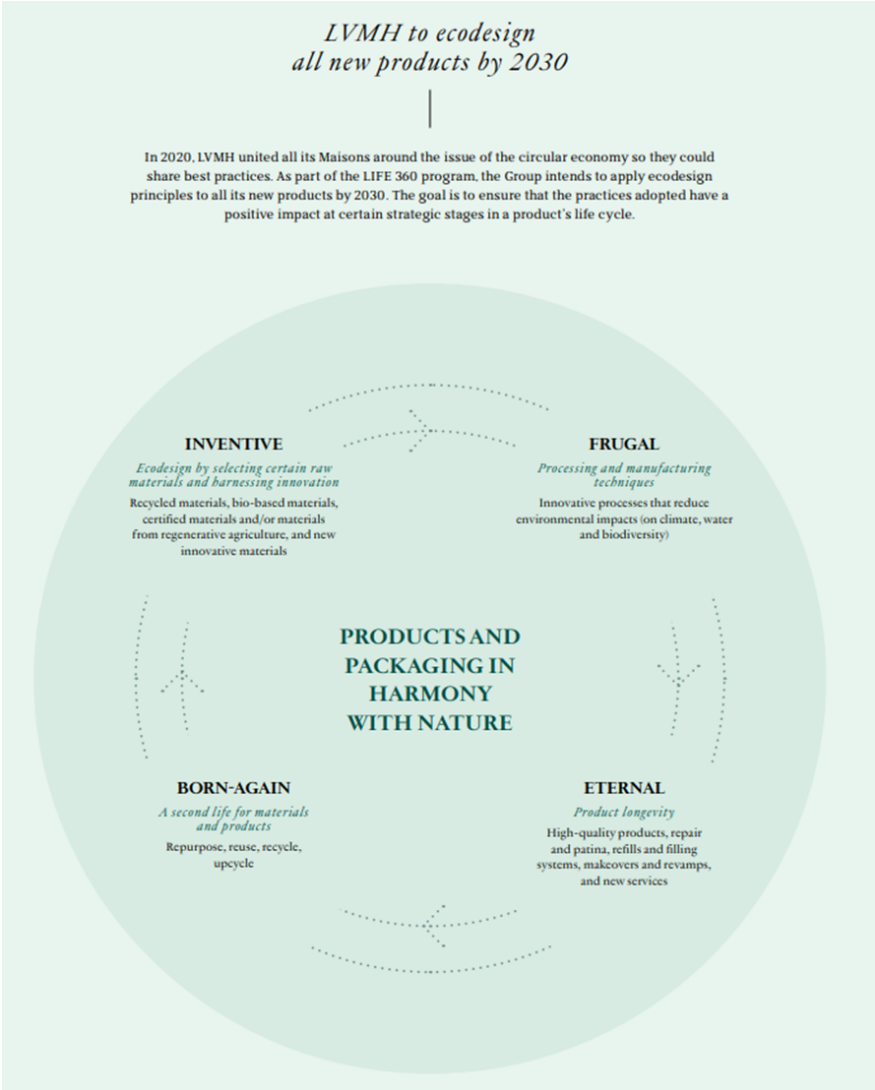 LVMH to ecodesign
all new products by 2030
In 2020, LVMH united all its Maisons around the issue of the circular economy so they could
share best practices. As part of the LIFE 360 program, the Group intends to apply ecodesign
principles to all its new products by 2030. The goal is to ensure that the practices adopted have a
positive impact at certain strategic stages in a product's life cycle.
INVENTIVE
Ecodesign by selecting certain raw
materials and harnessing innovation
Recycled materials, bio-based materials,
certified materials and/or materials
from regenerative agriculture, and new
innovative materials
FRUGAL
Processing and manufacturing
techniques
Innovative processes that reduce
environmental impacts (on climate, water
and biodiversity)
PRODUCTS AND
PACKAGING IN
HARMONY
WITH NATURE
BORN-AGAIN
A second life for materials
and products
Repurpose, reuse, recycle,
upcycle
ETERNAL
Product longevity
High-quality products, repair
and patina, refills and filling
systems, makeovers and revamps,
and new services